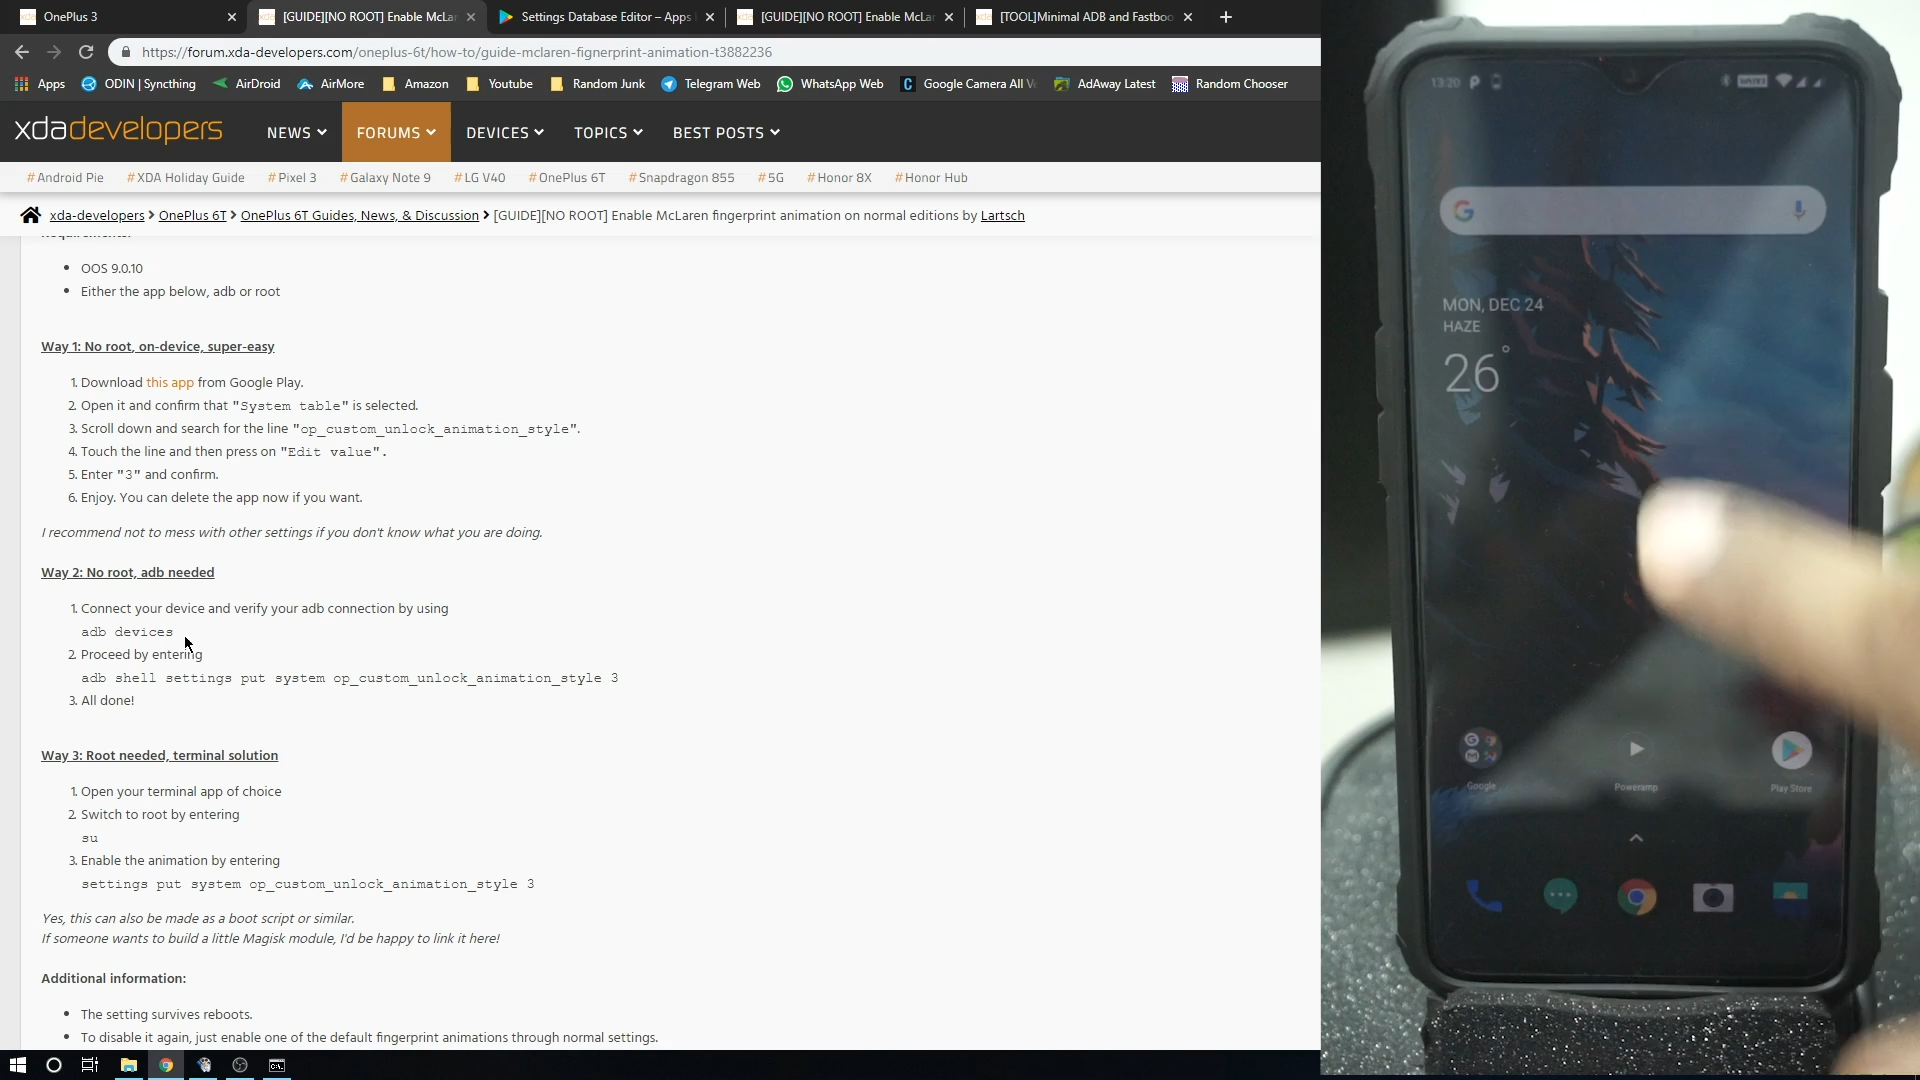 OnePlus 3
[GUIDE][NO ROOT] Enable McLar
Settings Database Editor – Apps
[GUIDE][NO ROOT] Enable McLa
[TOOL]Minimal ADB and Fastboo
https://forum.xda-developers.com/oneplus-6t/how-to/guide-mclaren-fignerprint-animation-t3882236
Apps
ODIN | Syncthing
AirDroid
AirMore
Amazon
Youtube
Random Junk
Telegram Web
WhatsApp Web
Google Camera All V
AdAway Latest
Random Chooser
xdadevelopers
NEWS
FORUMS
DEVICES
TOPICS
BEST POSTS
#Android Pie
#XDA Holiday Guide
#Pixel 3
#Galaxy Note 9
#LG V40
#OnePlus 6T
#Snapdragon 855
#5G
#Honor 8X
#Honor Hub
xda-developers > OnePlus 6T > OnePlus 6T Guides, News, & Discussion > [GUIDE][NO ROOT] Enable McLaren fingerprint animation on normal editions by Lartsch
Requirements:
• OOS 9.0.10
• Either the app below, adb or root
Way 1: No root, on-device, super-easy
1. Download this app from Google Play.
2. Open it and confirm that "System table" is selected.
3. Scroll down and search for the line "op_custom_unlock_animation_style".
4. Touch the line and then press on "Edit value".
5. Enter "3" and confirm.
6. Enjoy. You can delete the app now if you want.
I recommend not to mess with other settings if you don't know what you are doing.
Way 2: No root, adb needed
1. Connect your device and verify your adb connection by using
adb devices
2. Proceed by entering
adb shell settings put system op_custom_unlock_animation_style 3
3. All done!
Way 3: Root needed, terminal solution
1. Open your terminal app of choice
2. Switch to root by entering
su
3. Enable the animation by entering
settings put system op_custom_unlock_animation_style 3
Yes, this can also be made as a boot script or similar.
If someone wants to build a little Magisk module, I'd be happy to link it here!
Additional information:
• The setting survives reboots.
• To disable it again, just enable one of the default fingerprint animations through normal settings.
13:20
MON, DEC 24
HAZE
26°
Google
Poweramp
Play Store